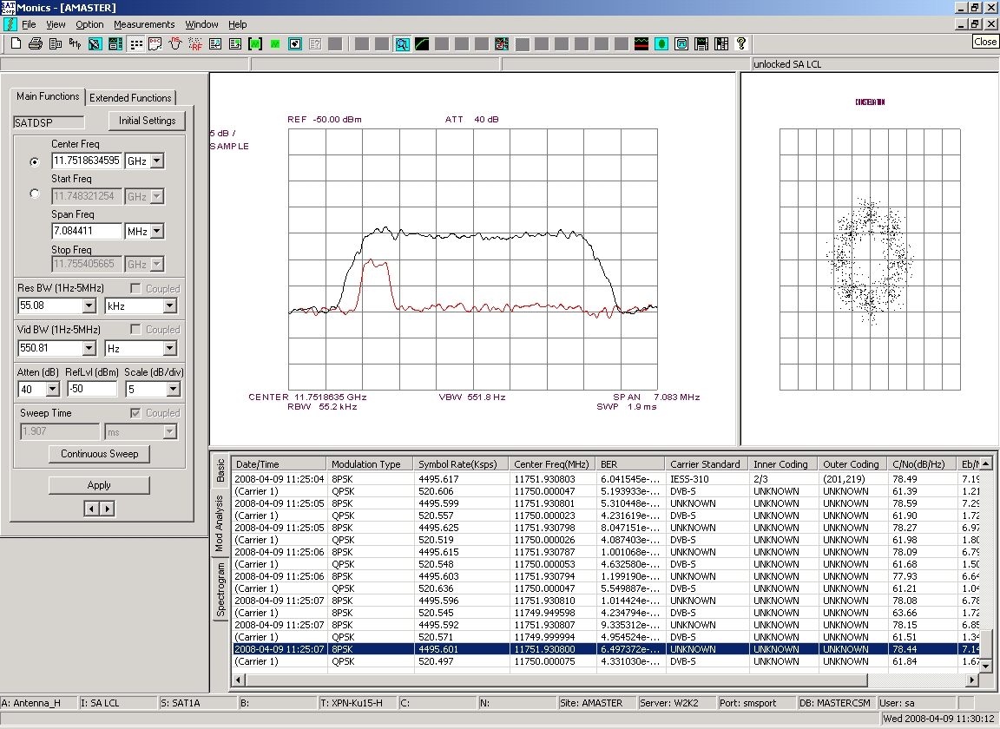 SAT Corp
Monics - [AMASTER]
File View Option Measurements Window Help
Close
unlocked SA LCL
Main Functions Extended Functions
SATDSP Initial Settings
Center Freq
11.7518634595 GHz
Start Freq
11.748321254 GHz
Span Freq
7.084411 MHz
Stop Freq
11.755405665 GHz
Res BW (1Hz-5MHz) Coupled
55.08 kHz
Vid BW (1Hz-5MHz) Coupled
550.81 Hz
Atten (dB) RefLvl (dBm) Scale (dB/div)
40 -50 5
Sweep Time Coupled
1.907 ms
Continuous Sweep
Apply
REF -50.00 dBm ATT 40 dB
5 dB /
SAMPLE
CENTER 11.7518635 GHz VBW 551.8 Hz SPAN 7.083 MHz
RBW 55.2 kHz SWP 1.9 ms
CONSTELLATION
Basic
Mod Analysis
Spectrogram
Date/Time Modulation Type Symbol Rate(Ksps) Center Freq(MHz) BER Carrier Standard Inner Coding Outer Coding C/No(dB/Hz) Eb/N
2008-04-09 11:25:04 8PSK 4495.617 11751.930803 6.041545e-... IESS-310 2/3 (201,219) 78.49 7.19
(Carrier 1) QPSK 520.606 11750.000047 5.193933e-... DVB-S UNKNOWN UNKNOWN 61.39 1.21
2008-04-09 11:25:05 8PSK 4495.599 11751.930801 5.310448e-... UNKNOWN UNKNOWN UNKNOWN 78.59 7.29
(Carrier 1) QPSK 520.557 11750.000023 4.231619e-... DVB-S UNKNOWN UNKNOWN 61.90 1.72
2008-04-09 11:25:05 8PSK 4495.625 11751.930798 8.047151e-... UNKNOWN UNKNOWN UNKNOWN 78.27 6.97
(Carrier 1) QPSK 520.519 11750.000026 4.087403e-... DVB-S UNKNOWN UNKNOWN 61.98 1.80
2008-04-09 11:25:06 8PSK 4495.615 11751.930787 1.001068e-... UNKNOWN UNKNOWN UNKNOWN 78.09 6.79
(Carrier 1) QPSK 520.548 11750.000053 4.632580e-... DVB-S UNKNOWN UNKNOWN 61.68 1.50
2008-04-09 11:25:06 8PSK 4495.603 11751.930794 1.199190e-... UNKNOWN UNKNOWN UNKNOWN 77.93 6.64
(Carrier 1) QPSK 520.636 11750.000047 5.549887e-... DVB-S UNKNOWN UNKNOWN 61.21 1.04
2008-04-09 11:25:07 8PSK 4495.596 11751.930810 1.014424e-... UNKNOWN UNKNOWN UNKNOWN 78.08 6.78
(Carrier 1) QPSK 520.545 11749.949598 4.234794e-... DVB-S UNKNOWN UNKNOWN 63.66 1.72
2008-04-09 11:25:07 8PSK 4495.592 11751.930807 9.335312e-... UNKNOWN UNKNOWN UNKNOWN 78.15 6.85
(Carrier 1) QPSK 520.571 11749.999994 4.954524e-... DVB-S UNKNOWN UNKNOWN 61.51 1.34
2008-04-09 11:25:07 8PSK 4495.601 11751.930800 6.497372e-... UNKNOWN UNKNOWN UNKNOWN 78.44 7.14
(Carrier 1) QPSK 520.497 11750.000075 4.331030e-... DVB-S UNKNOWN UNKNOWN 61.84 1.67
A: Antenna_H I: SA LCL S: SAT1A B: T: XPN-Ku15-H C: N: Site: AMASTER Server: W2K2 Port: smsport DB: MASTERCSM User: sa
Wed 2008-04-09 11:30:12